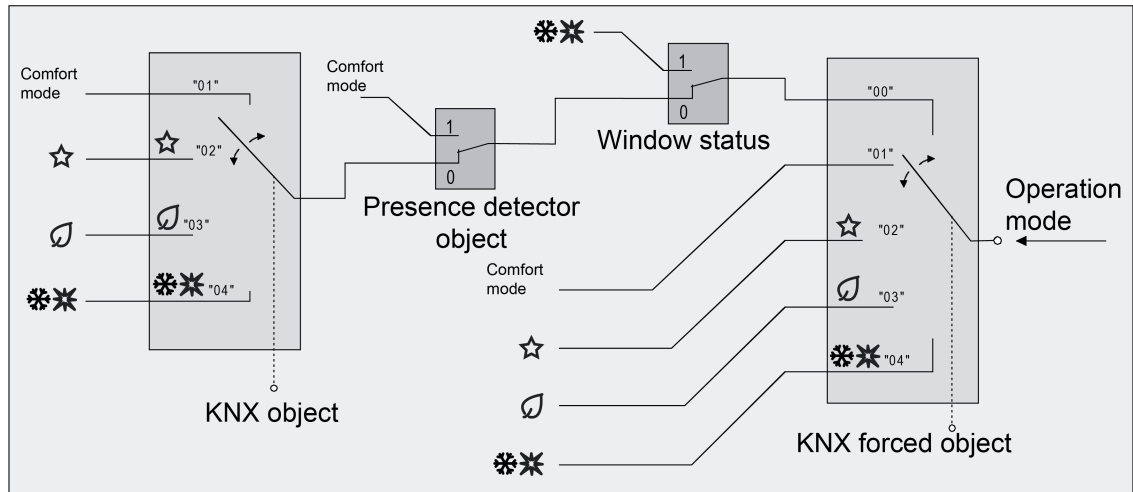 Comfort
mode
"01"
"02"
"03"
"04"
KNX object
Comfort
mode
1
0
Presence detector
object
1
0
Window status
Comfort
mode
"00"
"01"
"02"
"03"
"04"
KNX forced object
Operation
mode